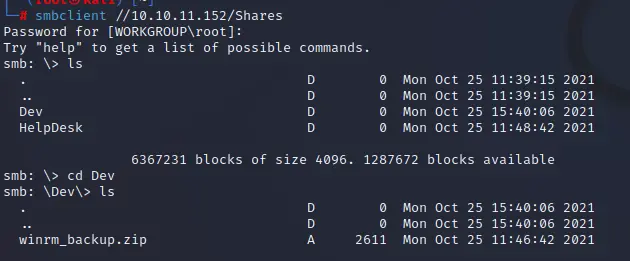 (root㉿kali) [~]
# smbclient //10.10.11.152/Shares
Password for [WORKGROUP\root]:
Try "help" to get a list of possible commands.
smb: \> ls
. D 0 Mon Oct 25 11:39:15 2021
.. D 0 Mon Oct 25 11:39:15 2021
Dev D 0 Mon Oct 25 15:40:06 2021
HelpDesk D 0 Mon Oct 25 11:48:42 2021
6367231 blocks of size 4096. 1287672 blocks available
smb: \> cd Dev
smb: \Dev\> ls
. D 0 Mon Oct 25 15:40:06 2021
.. D 0 Mon Oct 25 15:40:06 2021
winrm_backup.zip A 2611 Mon Oct 25 11:46:42 2021